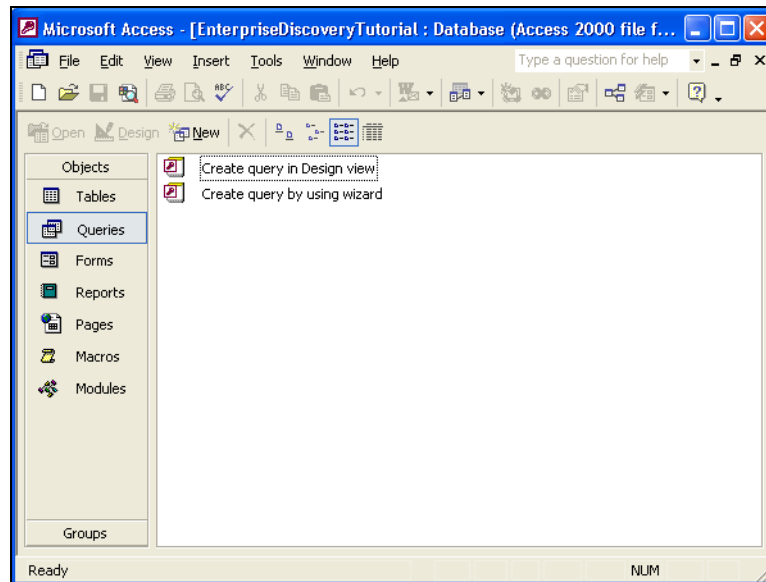 Microsoft Access - [EnterpriseDiscoveryTutorial : Database (Access 2000 file f...
File Edit View Insert Tools Window Help Type a question for help
Open Design New
Objects
Create query in Design view
Tables
Create query by using wizard
Queries
Forms
Reports
Pages
Macros
Modules
Groups
Ready NUM